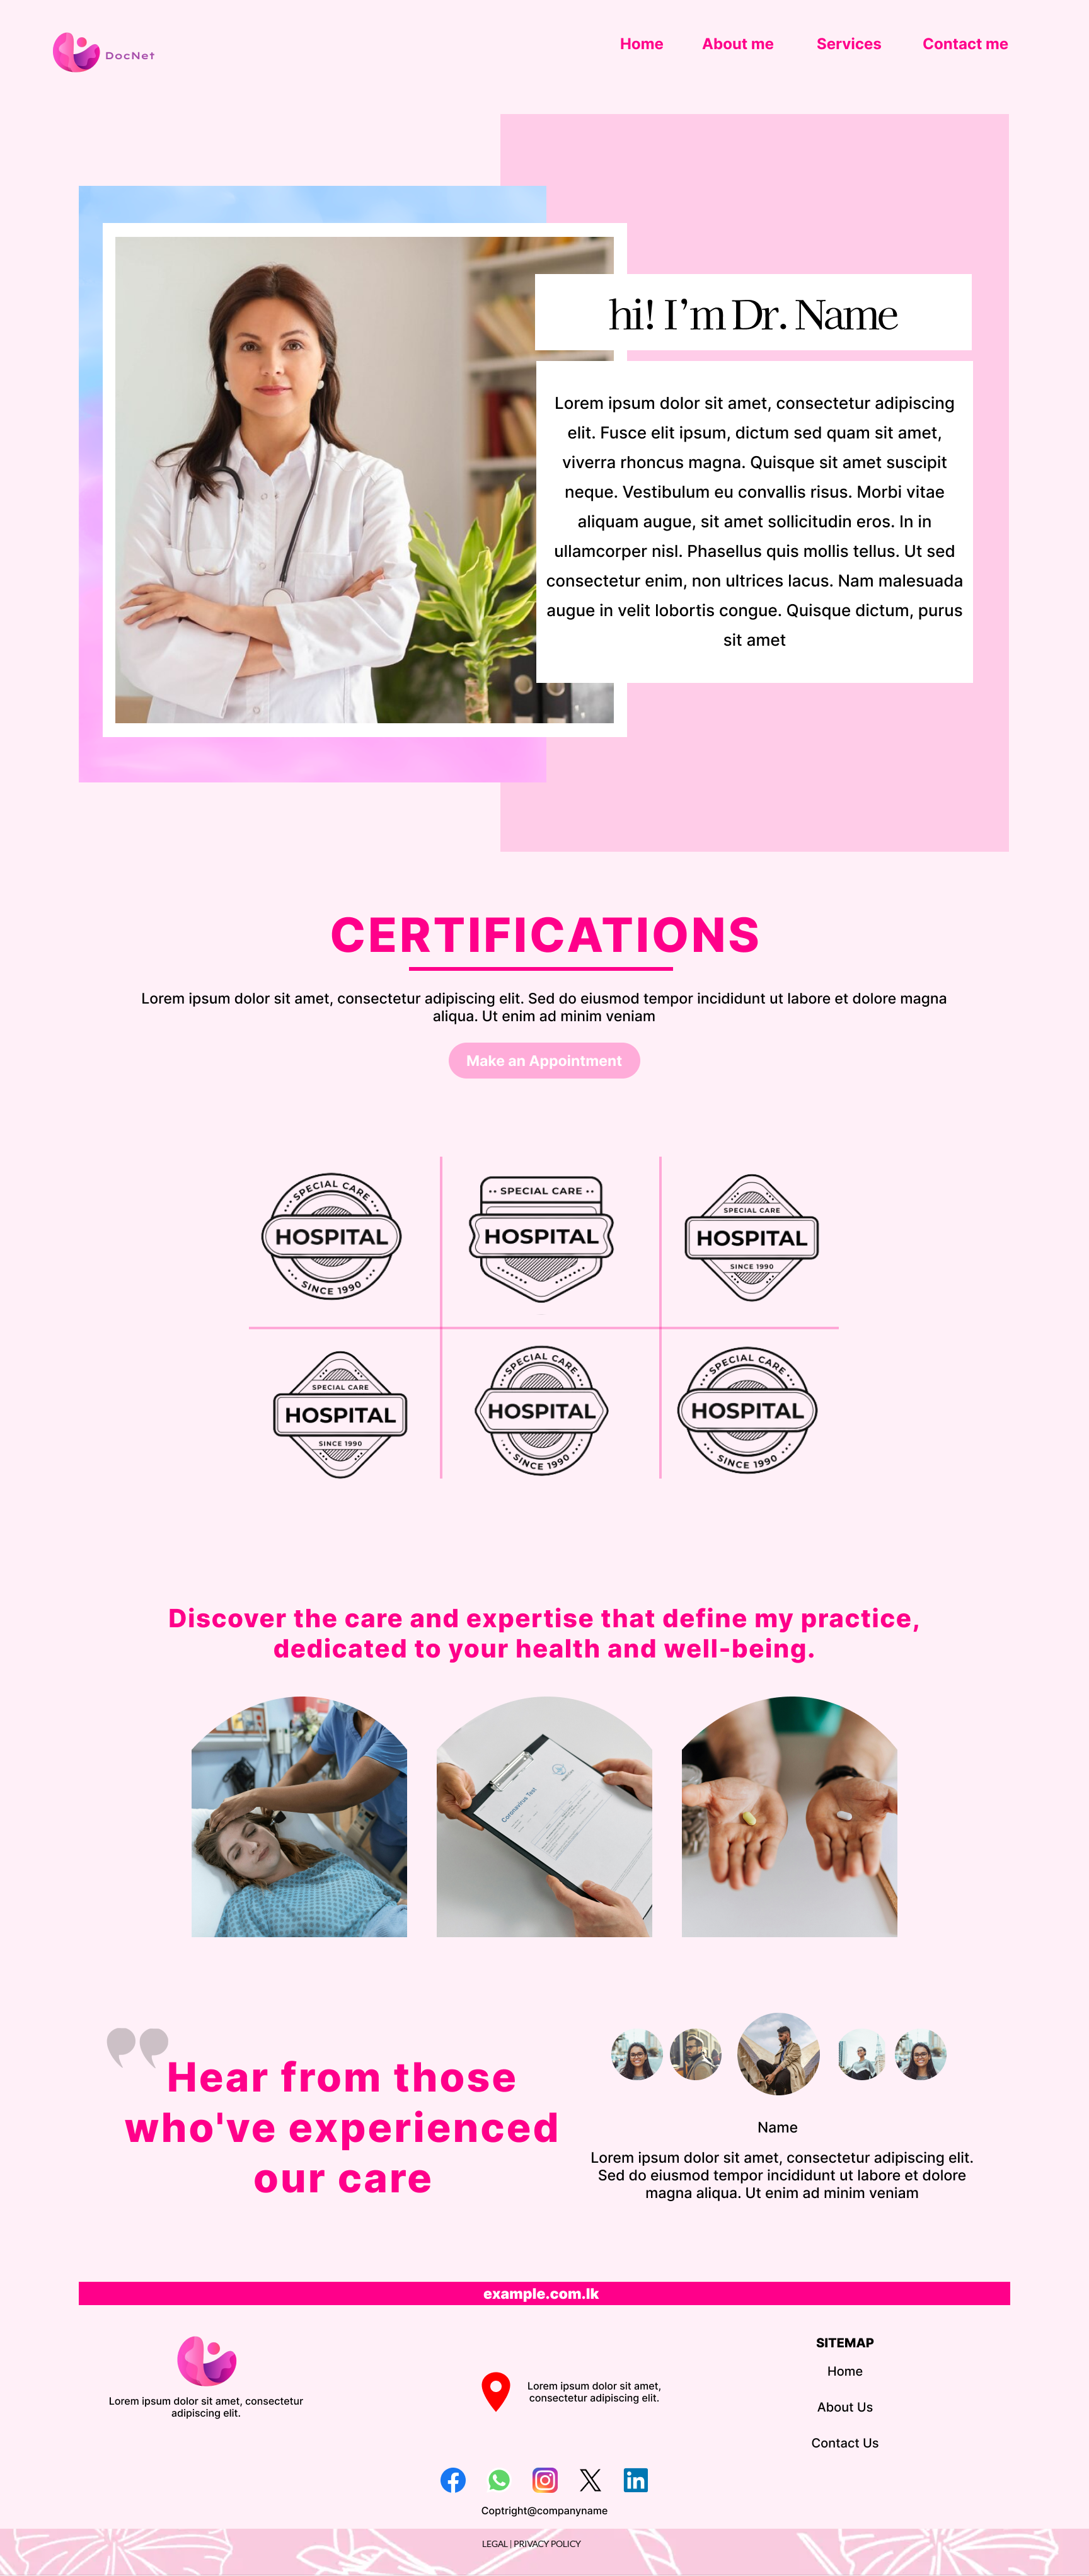 DocNet
Home
About me
Services
Contact me
hi! I'm Dr. Name
Lorem ipsum dolor sit amet, consectetur adipiscing
elit. Fusce elit ipsum, dictum sed quam sit amet,
viverra rhoncus magna. Quisque sit amet suscipit
neque. Vestibulum eu convallis risus. Morbi vitae
aliquam augue, sit amet sollicitudin eros. In in
ullamcorper nisl. Phasellus quis mollis tellus. Ut sed
consectetur enim, non ultrices lacus. Nam malesuada
augue in velit lobortis congue. Quisque dictum, purus
sit amet
CERTIFICATIONS
Lorem ipsum dolor sit amet, consectetur adipiscing elit. Sed do eiusmod tempor incididunt ut labore et dolore magna
aliqua. Ut enim ad minim veniam
Make an Appointment
SPECIAL CARE
HOSPITAL
SINCE 1990
SPECIAL CARE
HOSPITAL
SPECIAL CARE
HOSPITAL
SINCE 1990
SPECIAL CARE
HOSPITAL
SINCE 1990
SPECIAL CARE
HOSPITAL
SINCE 1990
SPECIAL CARE
HOSPITAL
SINCE 1990
Discover the care and expertise that define my practice,
dedicated to your health and well-being.
Coronavirus Test
Hear from those
who've experienced
our care
Name
Lorem ipsum dolor sit amet, consectetur adipiscing elit.
Sed do eiusmod tempor incididunt ut labore et dolore
magna aliqua. Ut enim ad minim veniam
example.com.lk
Lorem ipsum dolor sit amet, consectetur
adipiscing elit.
Lorem ipsum dolor sit amet,
consectetur adipiscing elit.
SITEMAP
Home
About Us
Contact Us
Coptright@companyname
LEGAL | PRIVACY POLICY